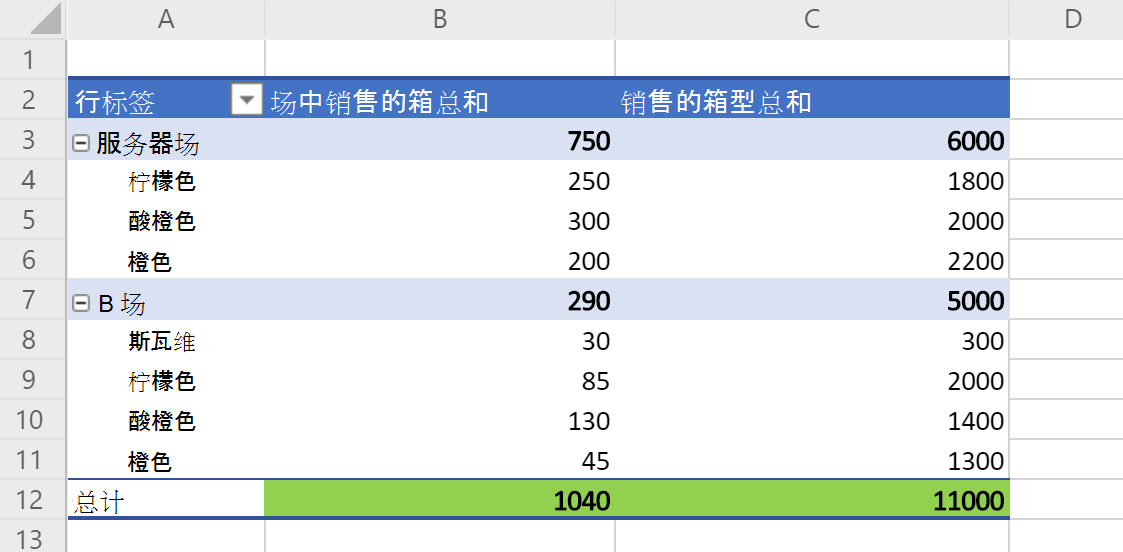 A B C D
1
2 行标签 场中销售的箱总和 销售的箱型总和
3 服务器场 750 6000
4 柠檬色 250 1800
5 酸橙色 300 2000
6 橙色 200 2200
7 B 场 290 5000
8 斯瓦维 30 300
9 柠檬色 85 2000
10 酸橙色 130 1400
11 橙色 45 1300
12 总计 1040 11000
13